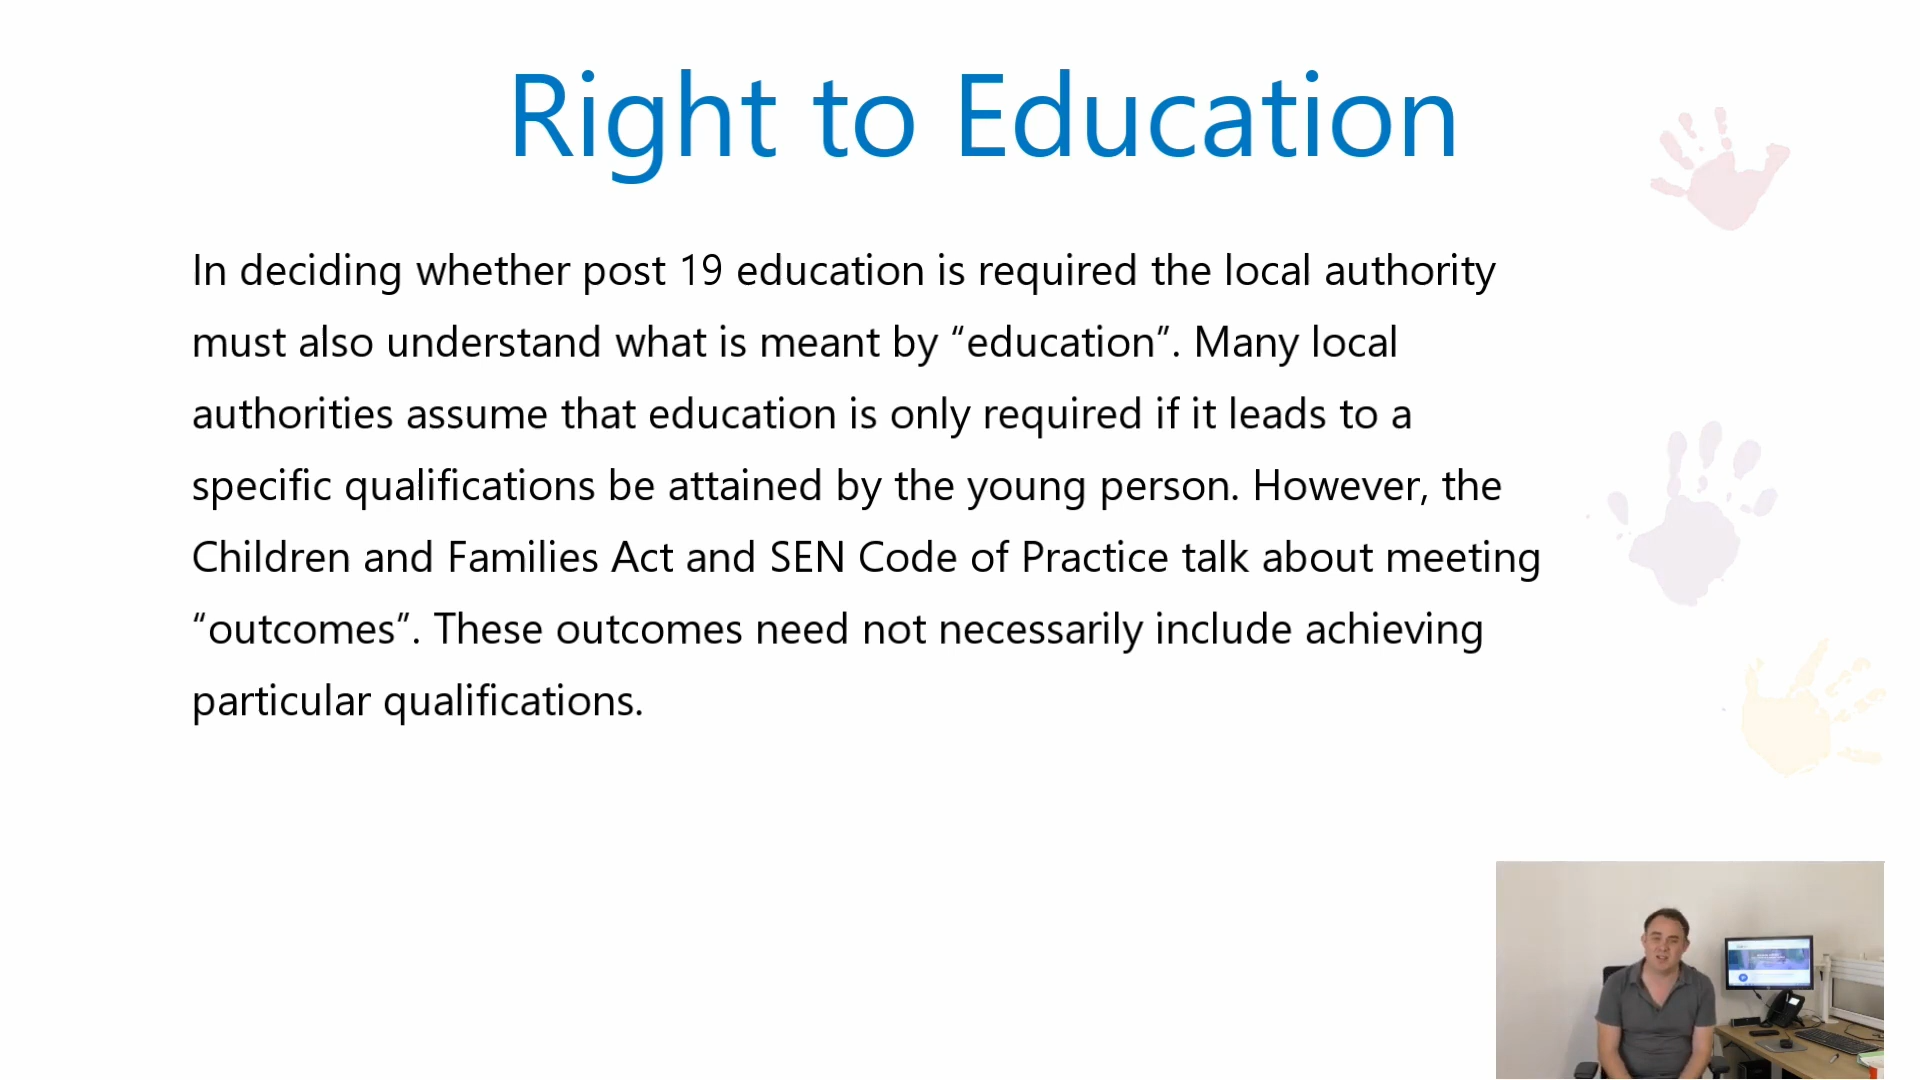 Right to Education
In deciding whether post 19 education is required the local authority
must also understand what is meant by “education”. Many local
authorities assume that education is only required if it leads to a
specific qualifications be attained by the young person. However, the
Children and Families Act and SEN Code of Practice talk about meeting
“outcomes”. These outcomes need not necessarily include achieving
particular qualifications.